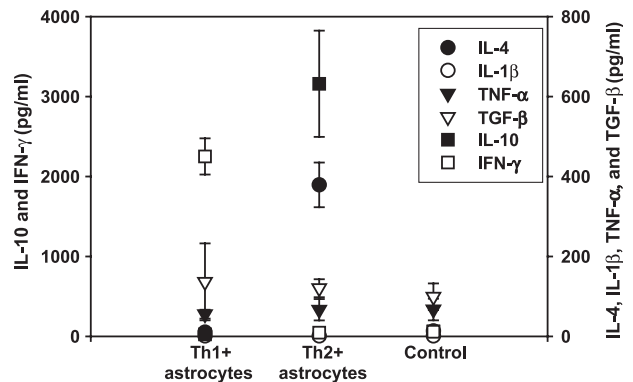 IL-10 and IFN-γ (pg/ml)
4000
3000
2000
1000
0
800
600
400
200
0
IL-4, IL-1β, TNF-α, and TGF-β (pg/ml)
IL-4
IL-1β
TNF-α
TGF-β
IL-10
IFN-γ
Th1+
astrocytes
Th2+
astrocytes
Control